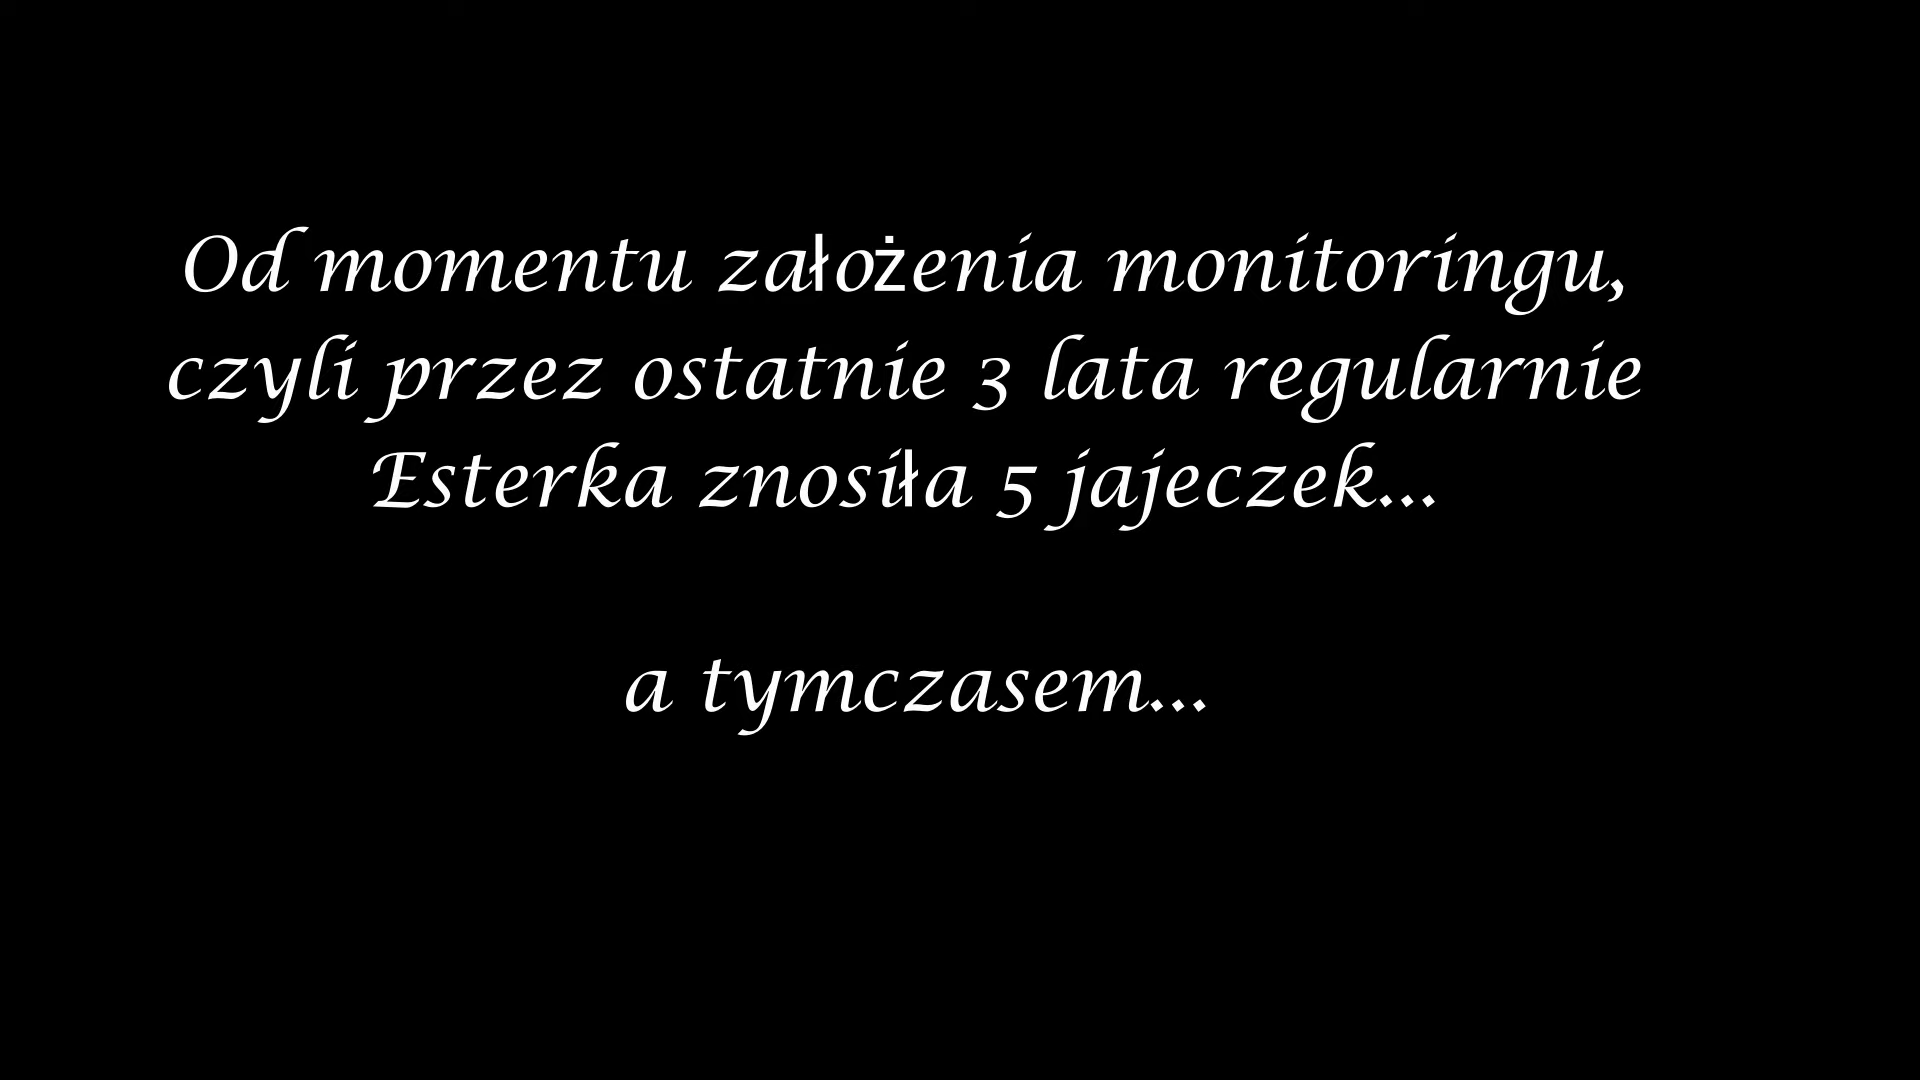 Od momentu założenia monitoringu,
czyli przez ostatnie 3 lata regularnie
Esterka znosiła 5 jajeczek...
a tymczasem...